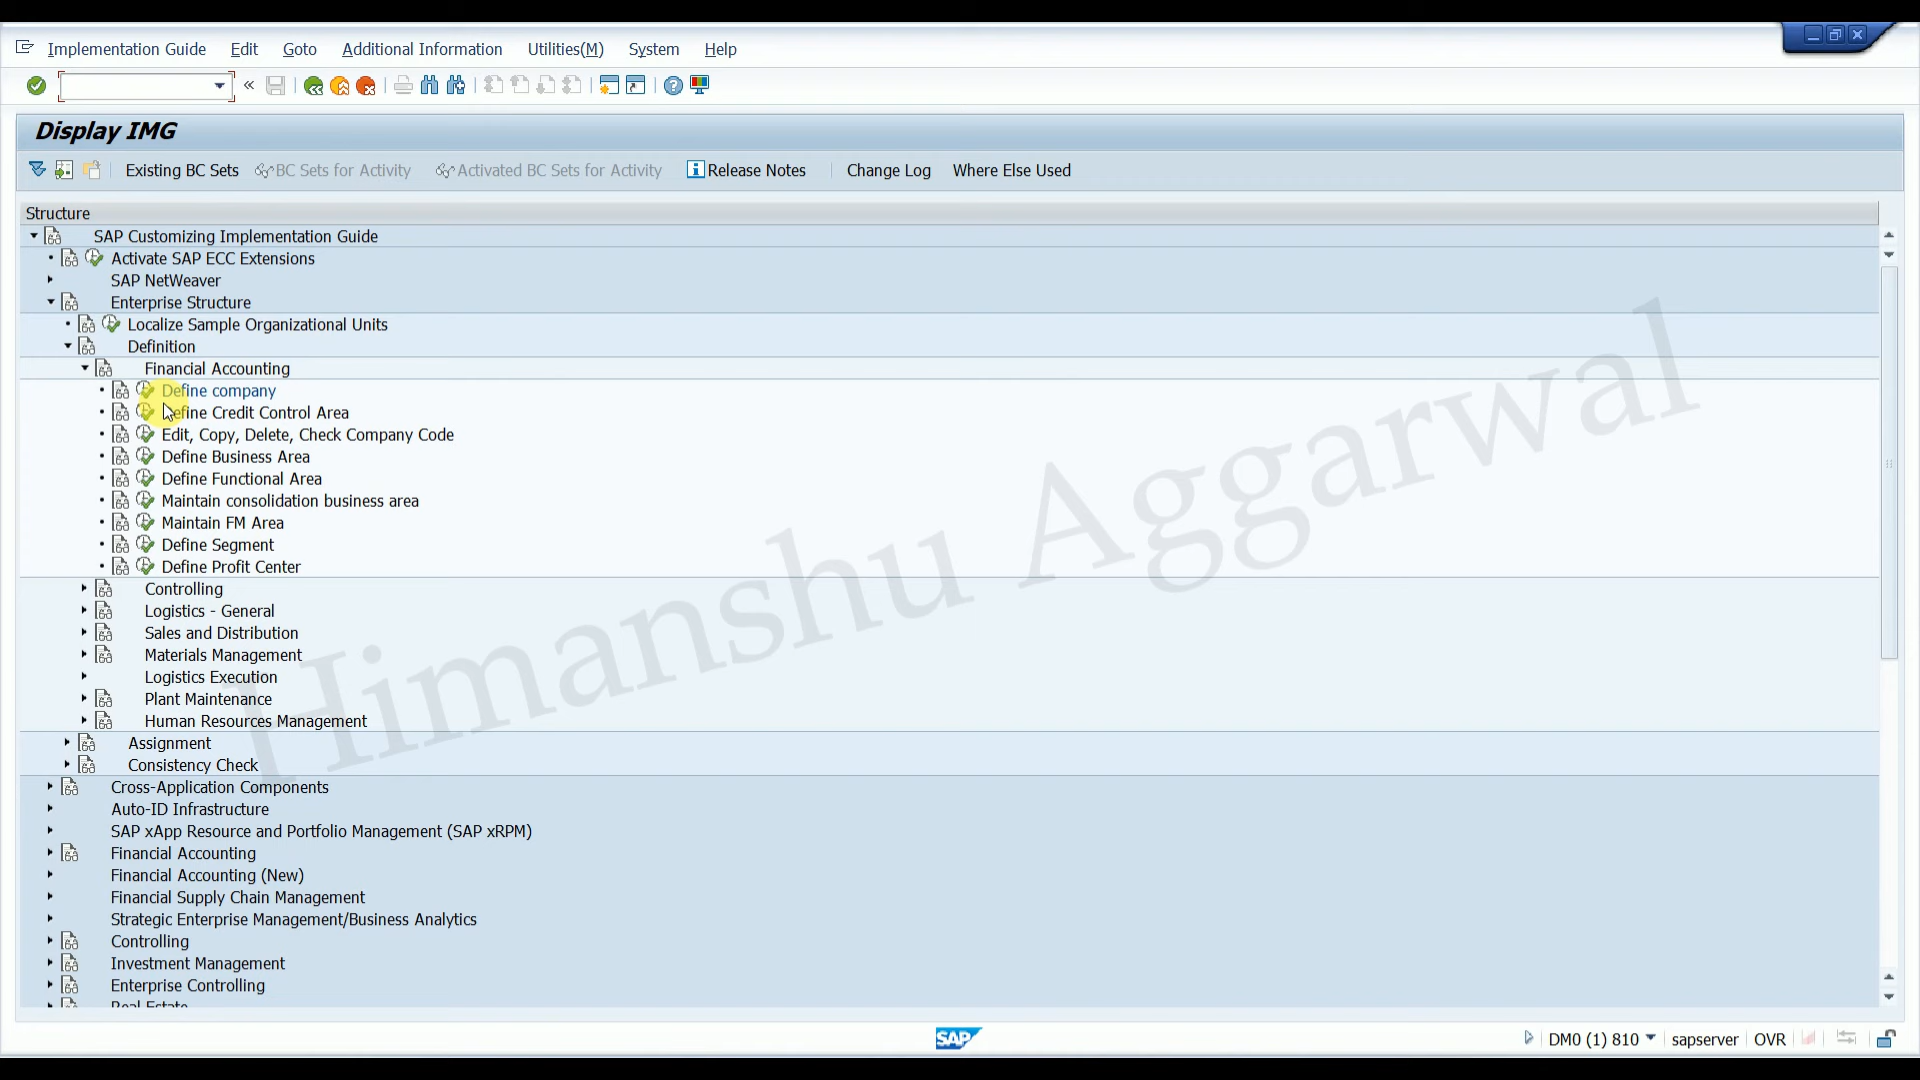 Implementation Guide Edit Goto Additional Information Utilities(M) System Help
Display IMG
Existing BC Sets BC Sets for Activity Activated BC Sets for Activity Release Notes Change Log Where Else Used
Structure
SAP Customizing Implementation Guide
Activate SAP ECC Extensions
SAP NetWeaver
Enterprise Structure
Localize Sample Organizational Units
Definition
Financial Accounting
Define company
Define Credit Control Area
Edit, Copy, Delete, Check Company Code
Define Business Area
Define Functional Area
Maintain consolidation business area
Maintain FM Area
Define Segment
Define Profit Center
Controlling
Logistics - General
Sales and Distribution
Materials Management
Logistics Execution
Plant Maintenance
Human Resources Management
Assignment
Consistency Check
Cross-Application Components
Auto-ID Infrastructure
SAP xApp Resource and Portfolio Management (SAP xRPM)
Financial Accounting
Financial Accounting (New)
Financial Supply Chain Management
Strategic Enterprise Management/Business Analytics
Controlling
Investment Management
Enterprise Controlling
Real Estate
Himanshu Aggarwal
SAP
DM0 (1) 810 sapserver OVR